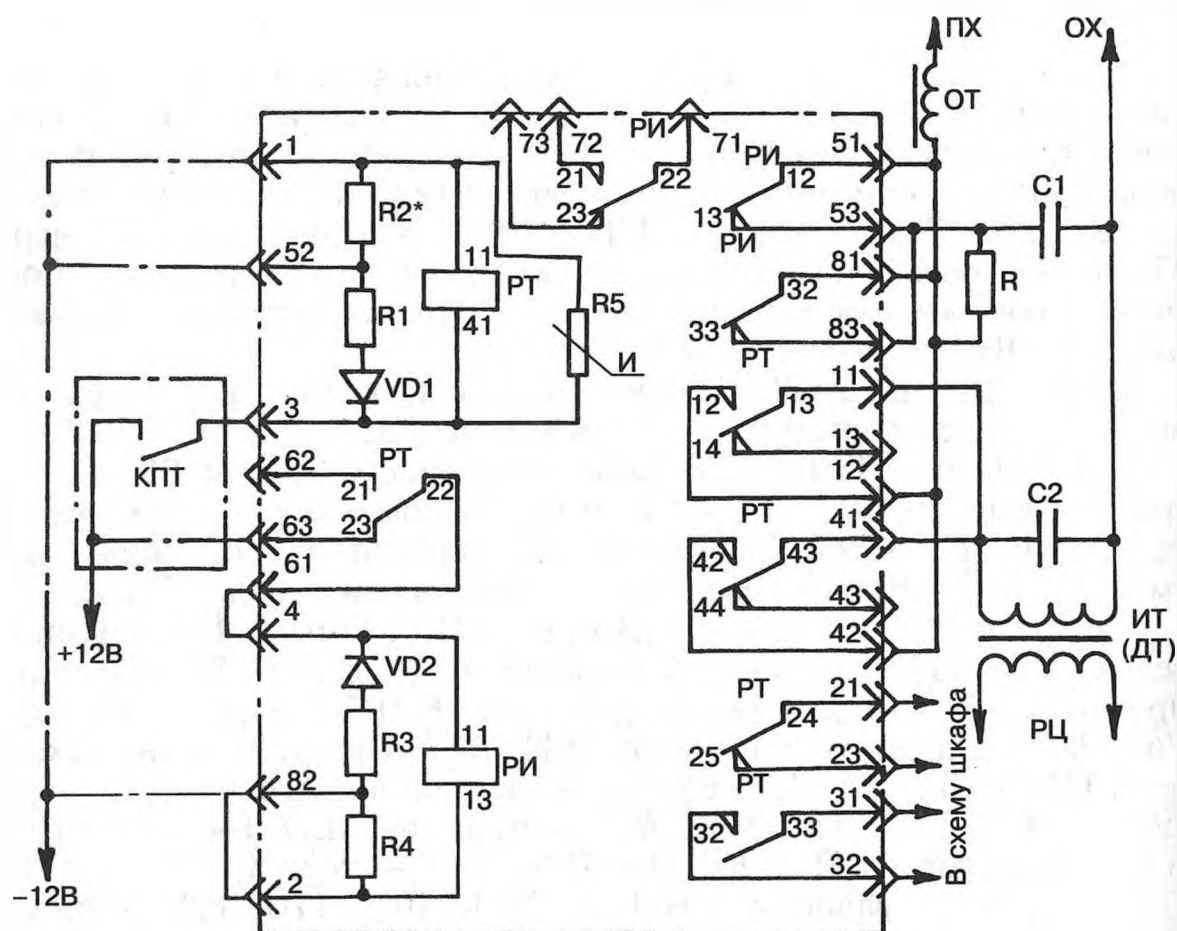 ПХ
ОХ
ОТ
1
73
72
РИ
71
РИ
51
21
22
12
С1
R2*
23
13
РИ
53
52
11
РТ
81
32
R
R1
41
R5
33
РТ
83
И
11
VD1
12
13
3
14
13
КПТ
62
РТ
12
21
22
РТ
41
С2
63
23
42
43
61
44
43
4
42
ИТ
(ДТ)
+12В
VD2
РТ
21
24
R3
11
РИ
25
РТ
23
РЦ
82
13
31
R4
32
33
2
32
–12В
В схему шкафа